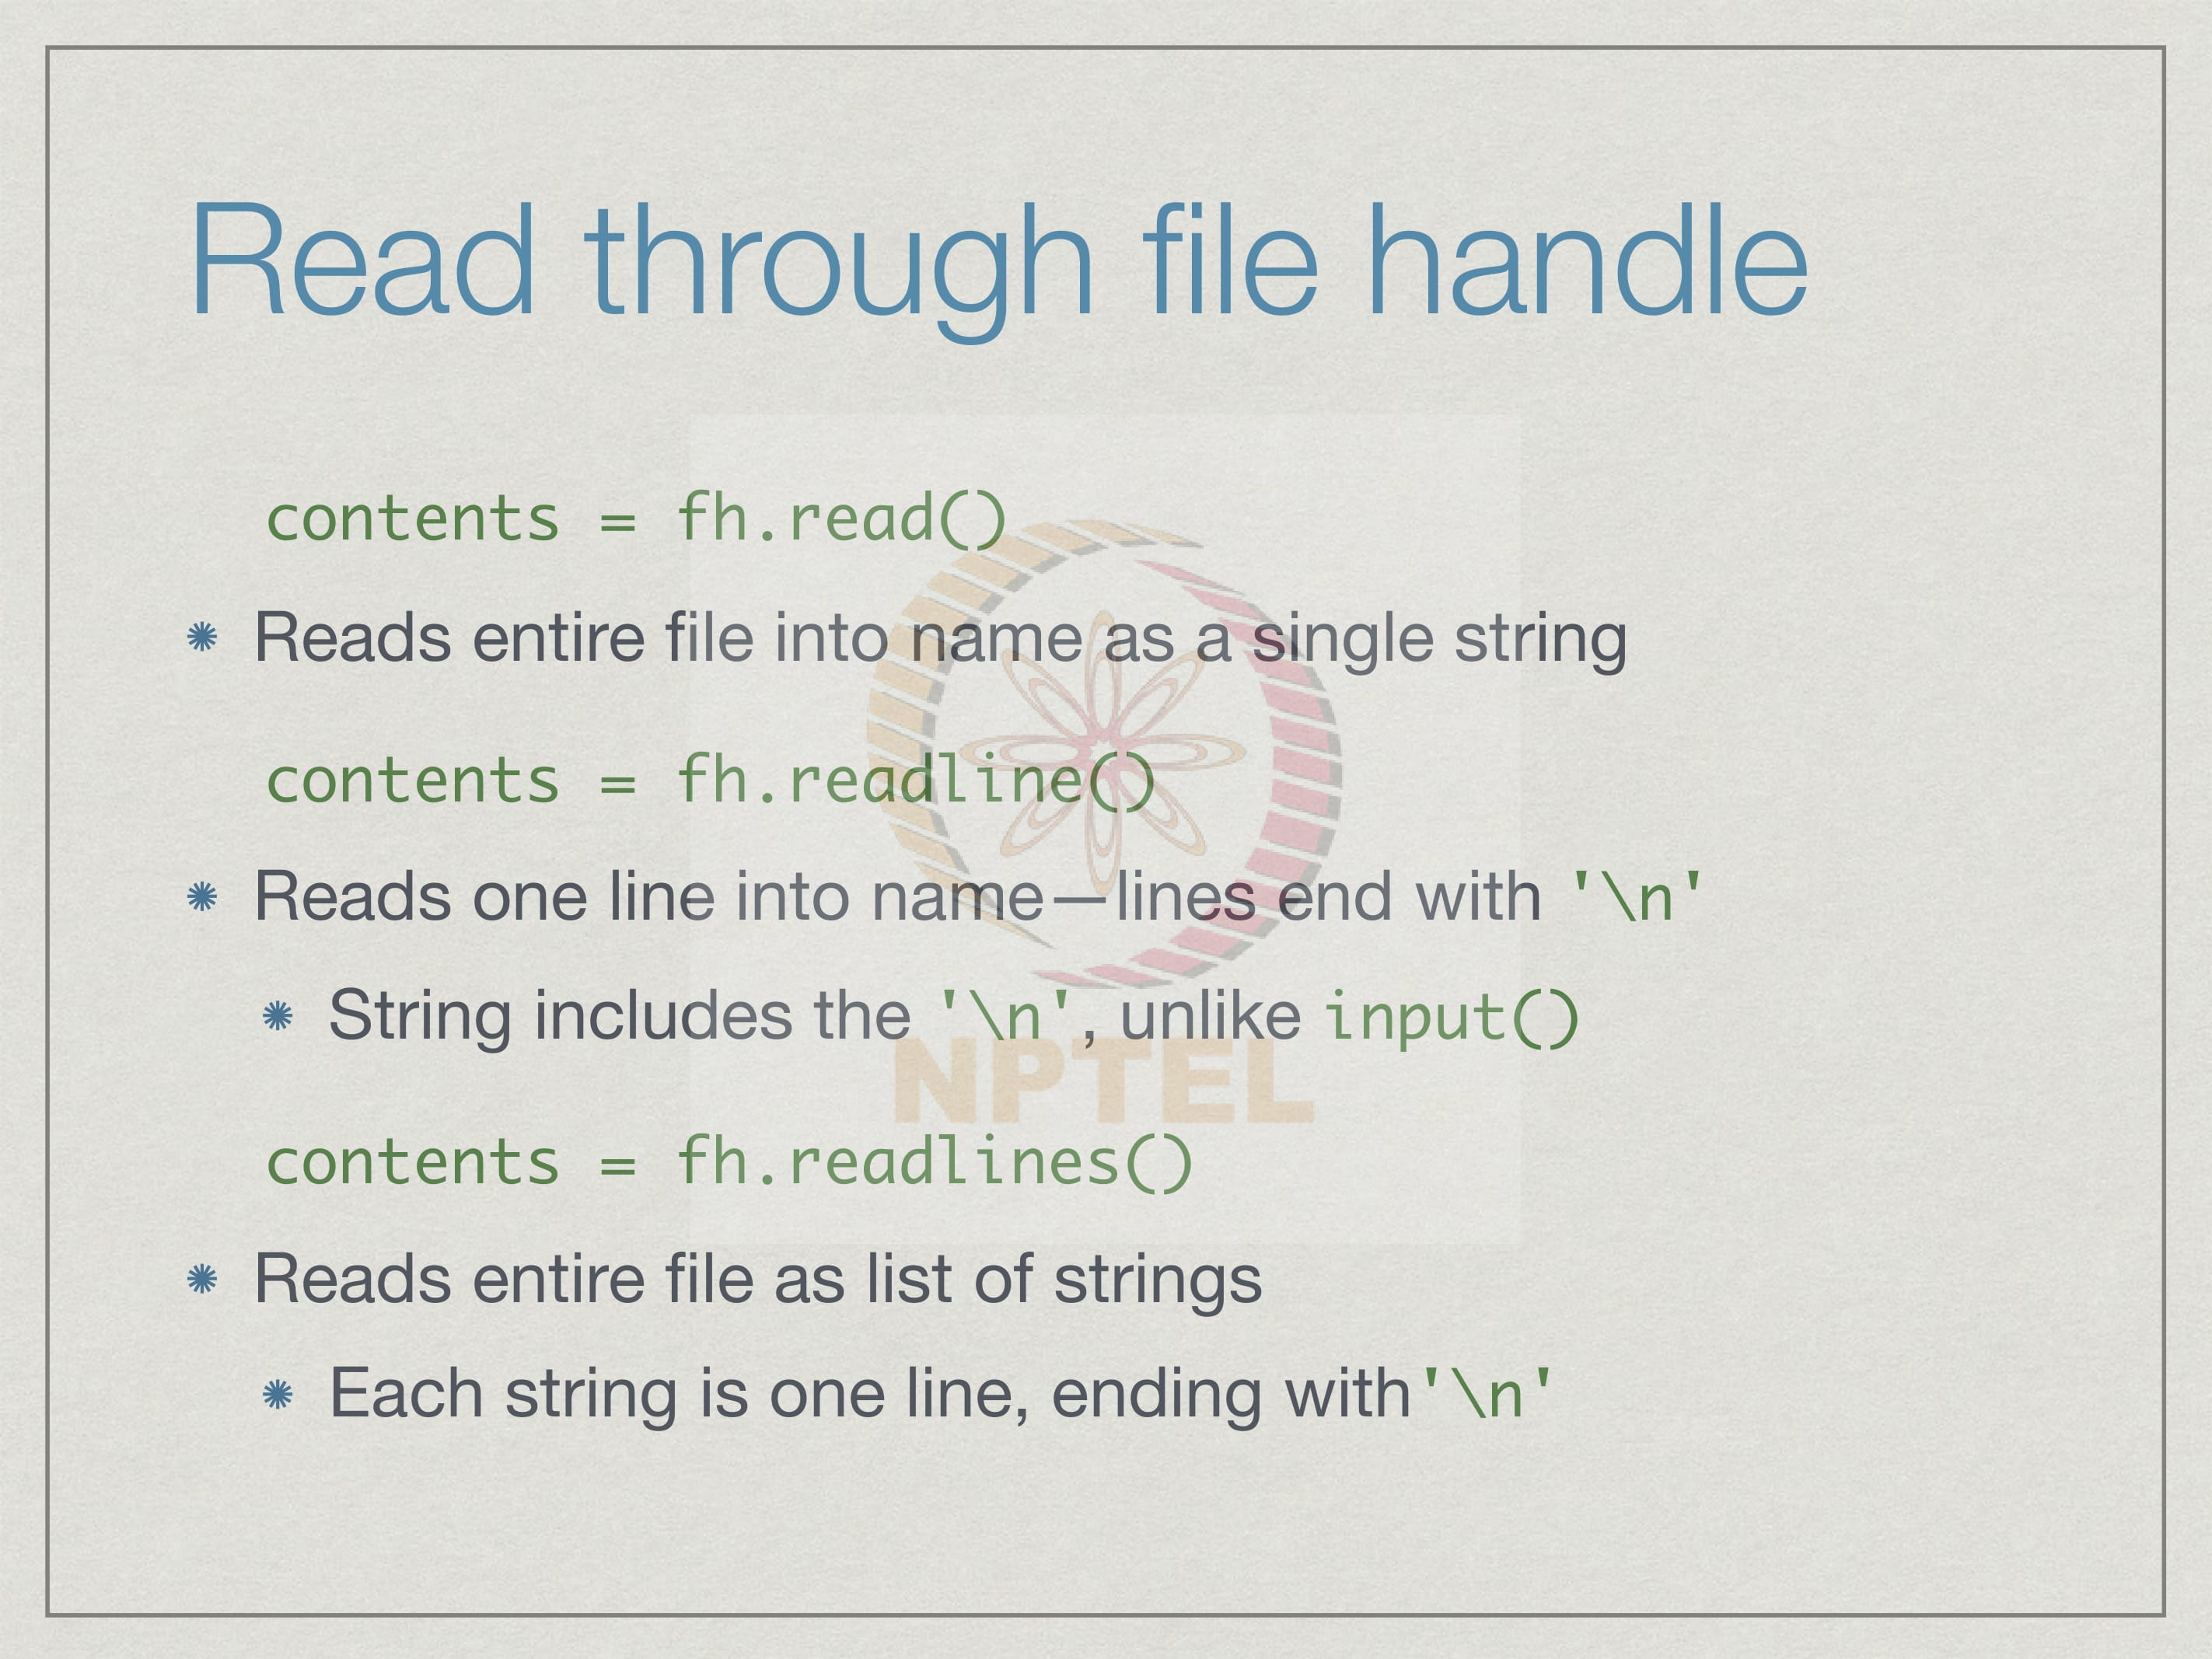 Read through file handle
contents = fh.read()
Reads entire file into name as a single string
contents = fh.readline()
Reads one line into name—lines end with '\n'
String includes the '\n', unlike input()
NPTEL
contents = fh.readlines()
Reads entire file as list of strings
Each string is one line, ending with'\n'